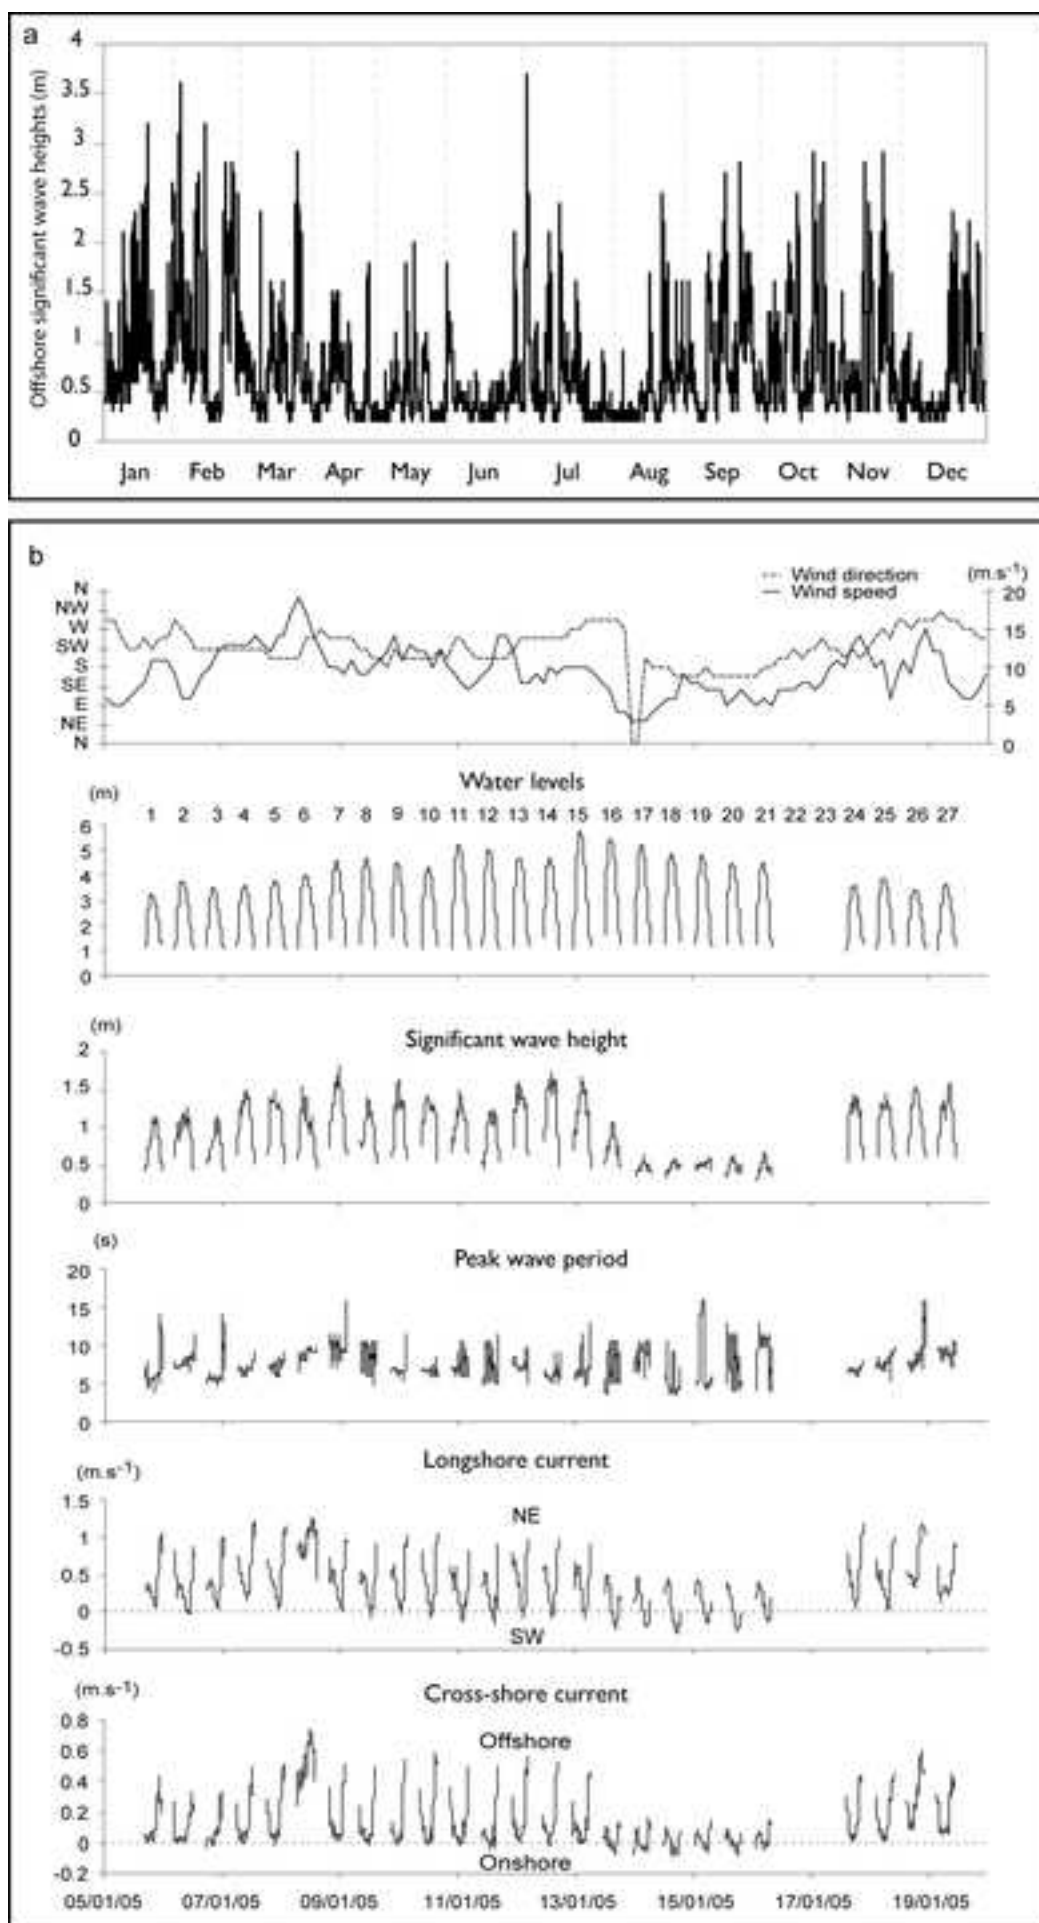 a
Offshore significant wave heights (m)
4
3.5
3
2.5
2
1.5
1
0.5
0
Jan Feb Mar Apr May Jun Jul Aug Sep Oct Nov Dec
b
Wind direction
Wind speed
(m.s-1)
N
NW
W
SW
S
SE
E
NE
N
20
15
10
5
0
Water levels
(m)
1 2 3 4 5 6 7 8 9 10 11 12 13 14 15 16 17 18 19 20 21 22 23 24 25 26 27
6
5
4
3
2
1
0
Significant wave height
(m)
2
1.5
1
0.5
0
Peak wave period
(s)
20
15
10
5
0
Longshore current
(m.s-1)
1.5
1
0.5
0
-0.5
NE
SW
Cross-shore current
(m.s-1)
0.8
0.6
0.4
0.2
0
-0.2
Offshore
Onshore
05/01/05 07/01/05 09/01/05 11/01/05 13/01/05 15/01/05 17/01/05 19/01/05